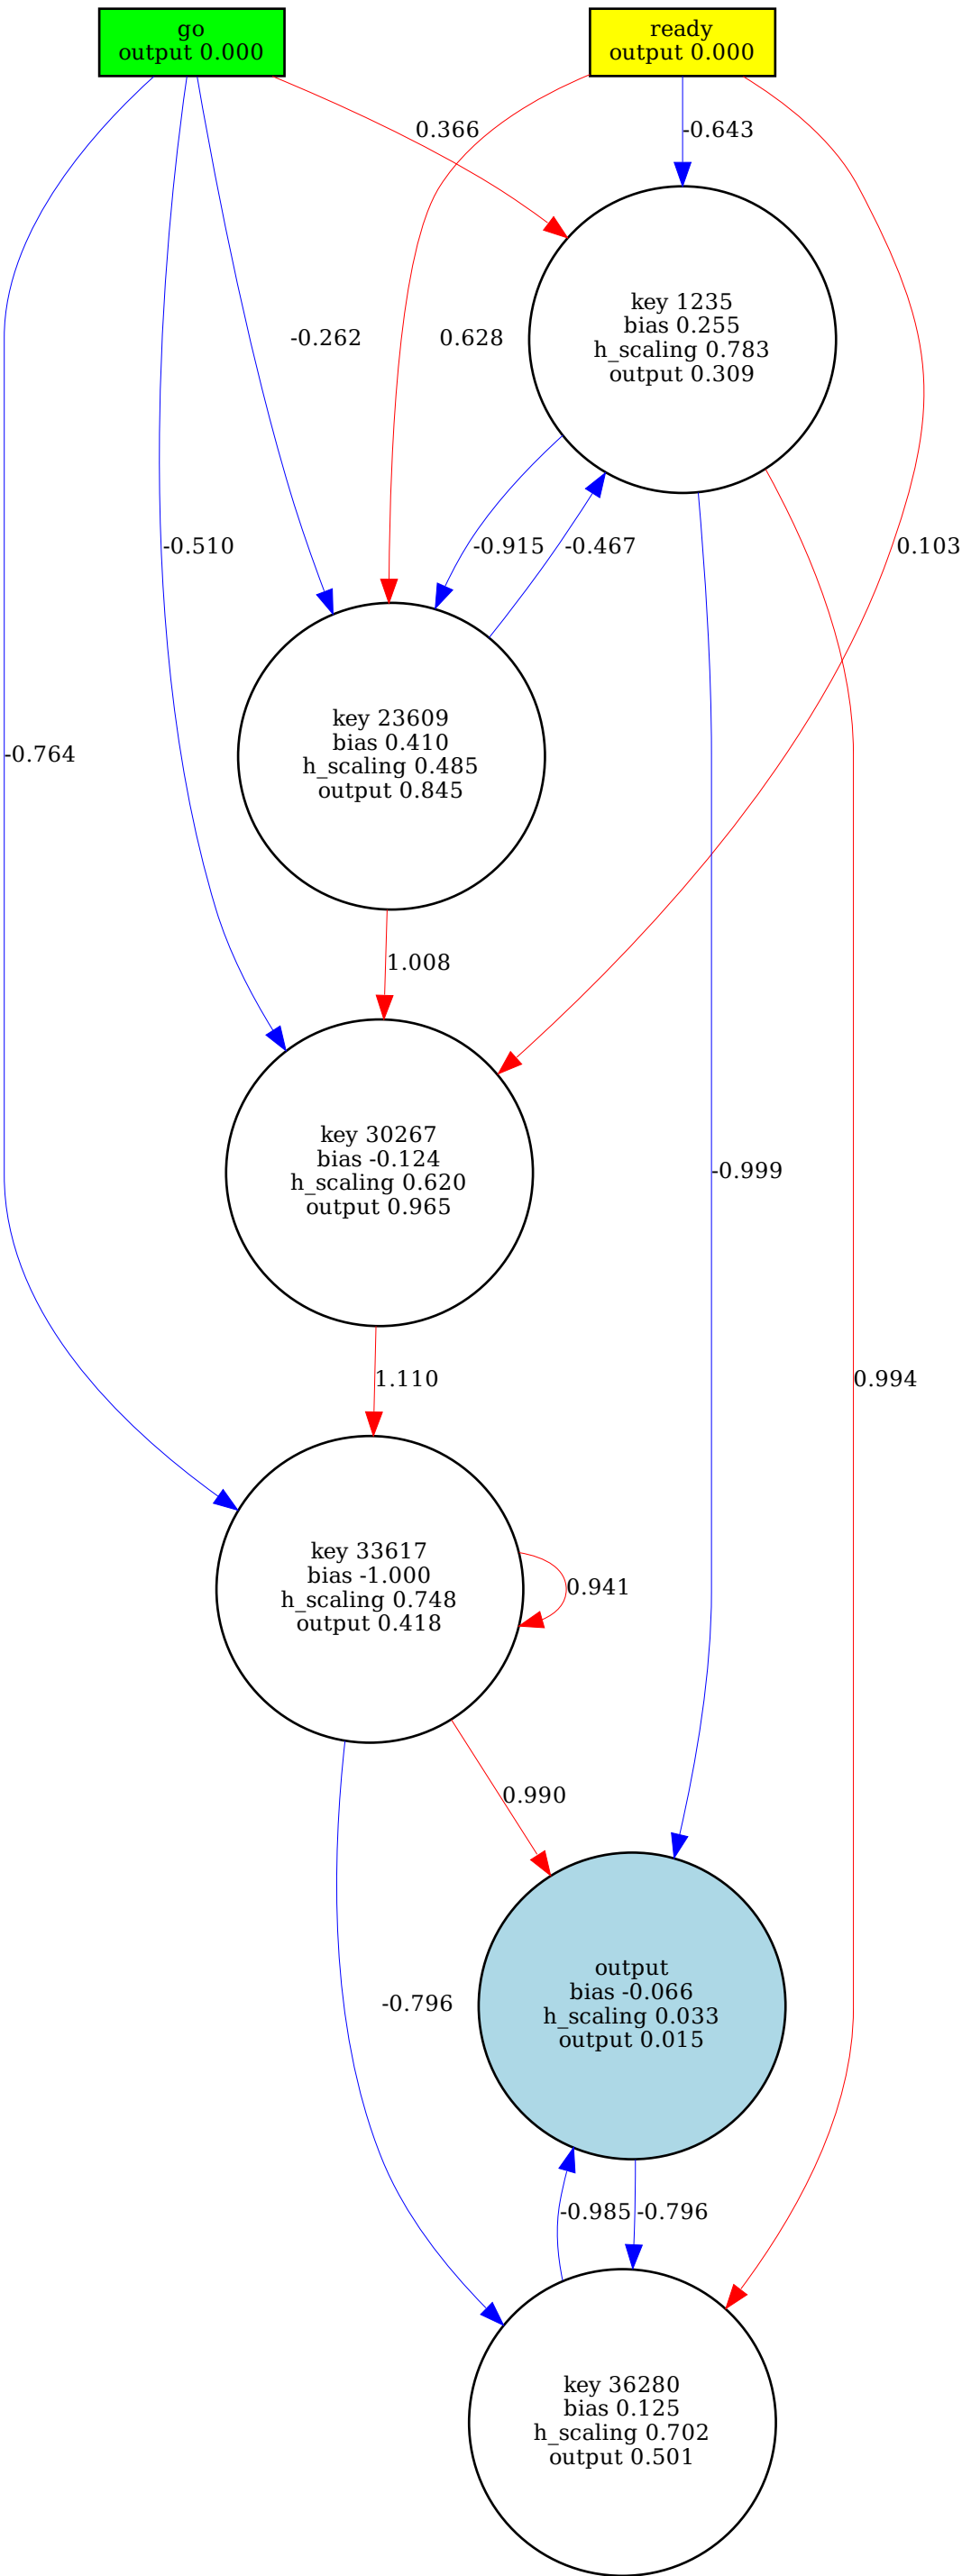 go
output 0.000
ready
output 0.000
0.366
-0.643
key 1235
bias 0.255
h_scaling 0.783
output 0.309
-0.262
0.628
-0.510
-0.915
-0.467
0.103
key 23609
bias 0.410
h_scaling 0.485
output 0.845
-0.764
1.008
key 30267
bias -0.124
h_scaling 0.620
output 0.965
-0.999
1.110
0.994
key 33617
bias -1.000
h_scaling 0.748
output 0.418
0.941
0.990
output
bias -0.066
h_scaling 0.033
output 0.015
-0.796
-0.985
-0.796
key 36280
bias 0.125
h_scaling 0.702
output 0.501